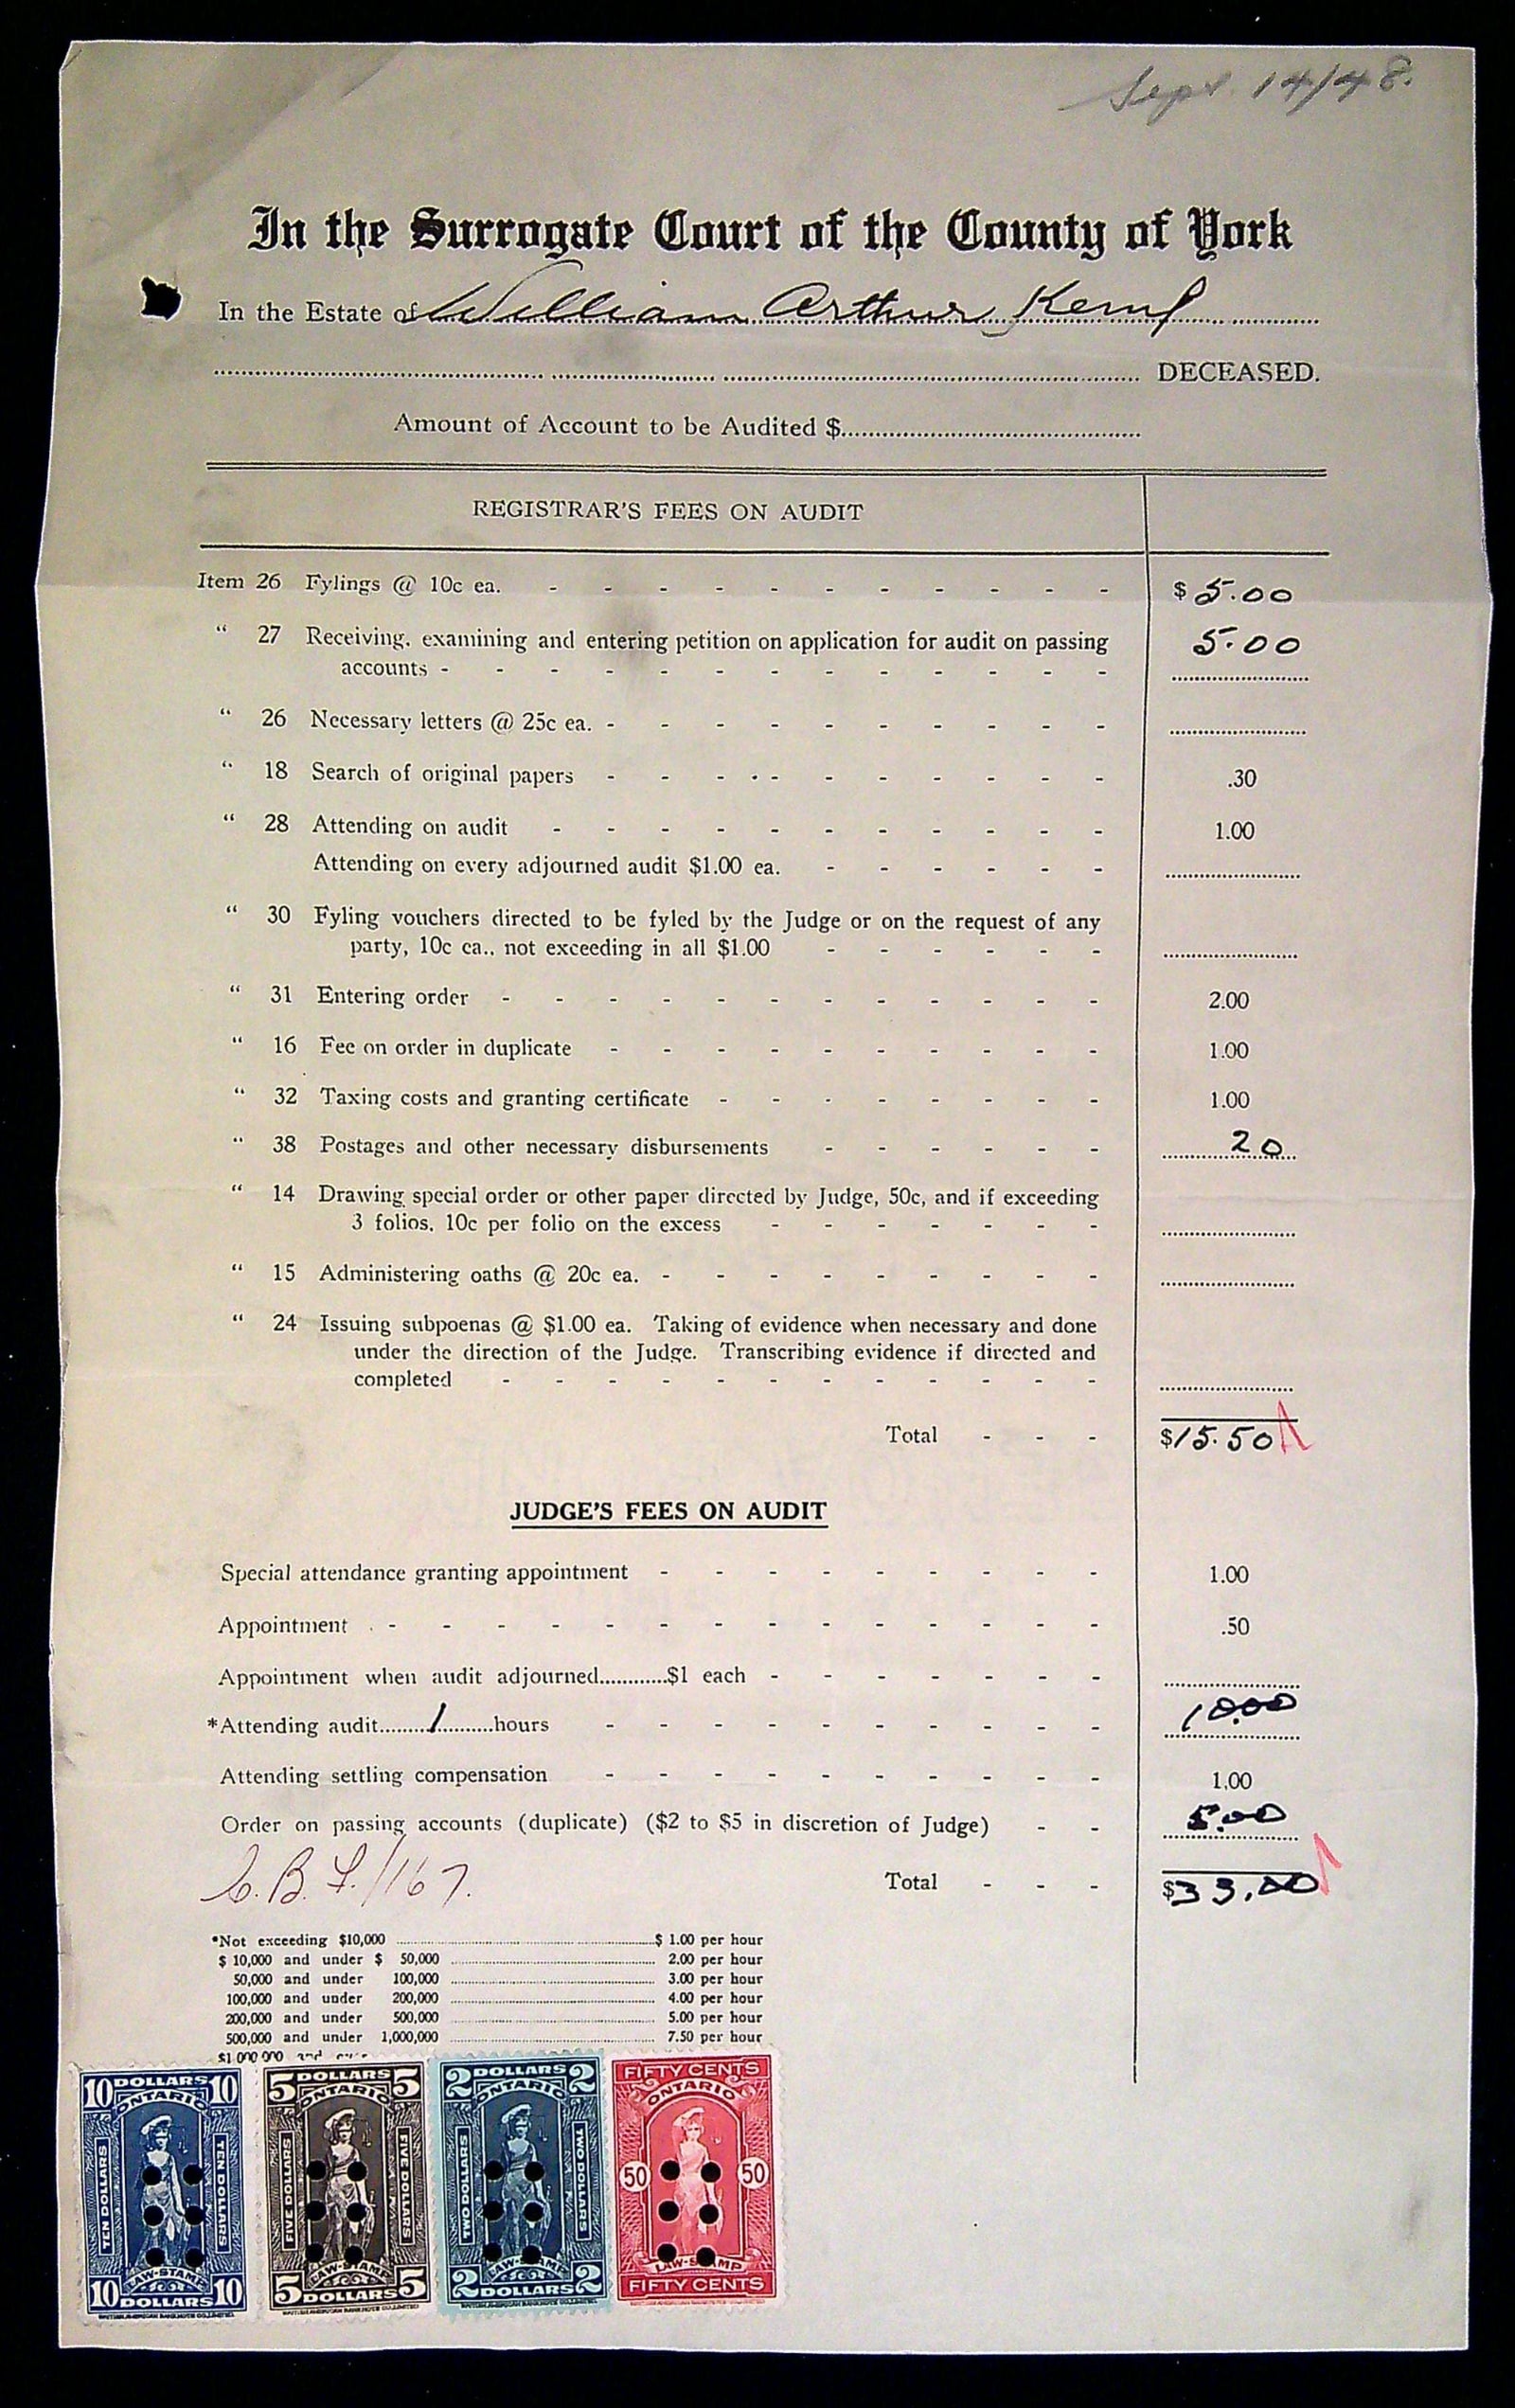 Sept. 14/48.
In the Surrogate Court of the County of York
In the Estate of William Arthur Kemp
DECEASED.
Amount of Account to be Audited $
REGISTRAR'S FEES ON AUDIT
Item 26 Fylings @ 10c ea. - - - - - - - - - - - $ 5.00
" 27 Receiving, examining and entering petition on application for audit on passing 5.00
accounts - - - - - - - - - - - - -
" 26 Necessary letters @ 25c ea. - - - - - - - - - -
" 18 Search of original papers - - - - - - - - - - .30
" 28 Attending on audit - - - - - - - - - - - 1.00
Attending on every adjourned audit $1.00 ea. - - - - - -
" 30 Fyling vouchers directed to be fyled by the Judge or on the request of any
party, 10c ea., not exceeding in all $1.00 - - - - - -
" 31 Entering order - - - - - - - - - - - - 2.00
" 16 Fee on order in duplicate - - - - - - - - - - 1.00
" 32 Taxing costs and granting certificate - - - - - - - - 1.00
" 38 Postages and other necessary disbursements - - - - - - 20
" 14 Drawing special order or other paper directed by Judge, 50c, and if exceeding
3 folios, 10c per folio on the excess - - - - - - -
" 15 Administering oaths @ 20c ea. - - - - - - - - -
" 24 Issuing subpoenas @ $1.00 ea. Taking of evidence when necessary and done
under the direction of the Judge. Transcribing evidence if directed and
completed - - - - - - - - - - - -
Total - - - $15.50
JUDGE'S FEES ON AUDIT
Special attendance granting appointment - - - - - - - - - 1.00
Appointment - - - - - - - - - - - - - - .50
Appointment when audit adjourned............$1 each - - - - - - -
*Attending audit.........1..........hours - - - - - - - - - - 10.00
Attending settling compensation - - - - - - - - - - 1.00
Order on passing accounts (duplicate) ($2 to $5 in discretion of Judge) - - 5.00
Total - - - $33.00
*Not exceeding $10,000 $ 1.00 per hour
$ 10,000 and under $ 50,000 2.00 per hour
50,000 and under 100,000 3.00 per hour
100,000 and under 200,000 4.00 per hour
200,000 and under 500,000 5.00 per hour
500,000 and under 1,000,000 7.50 per hour
$1,000,000 and
10 DOLLARS 10 ONTARIO TEN DOLLARS TEN DOLLARS LAW-STAMP 10 DOLLARS 10
5 DOLLARS 5 ONTARIO FIVE DOLLARS FIVE DOLLARS LAW-STAMP 5 DOLLARS 5
2 DOLLARS 2 ONTARIO TWO DOLLARS TWO DOLLARS LAW-STAMP 2 DOLLARS 2
FIFTY CENTS ONTARIO 50 50 LAW-STAMP FIFTY CENTS